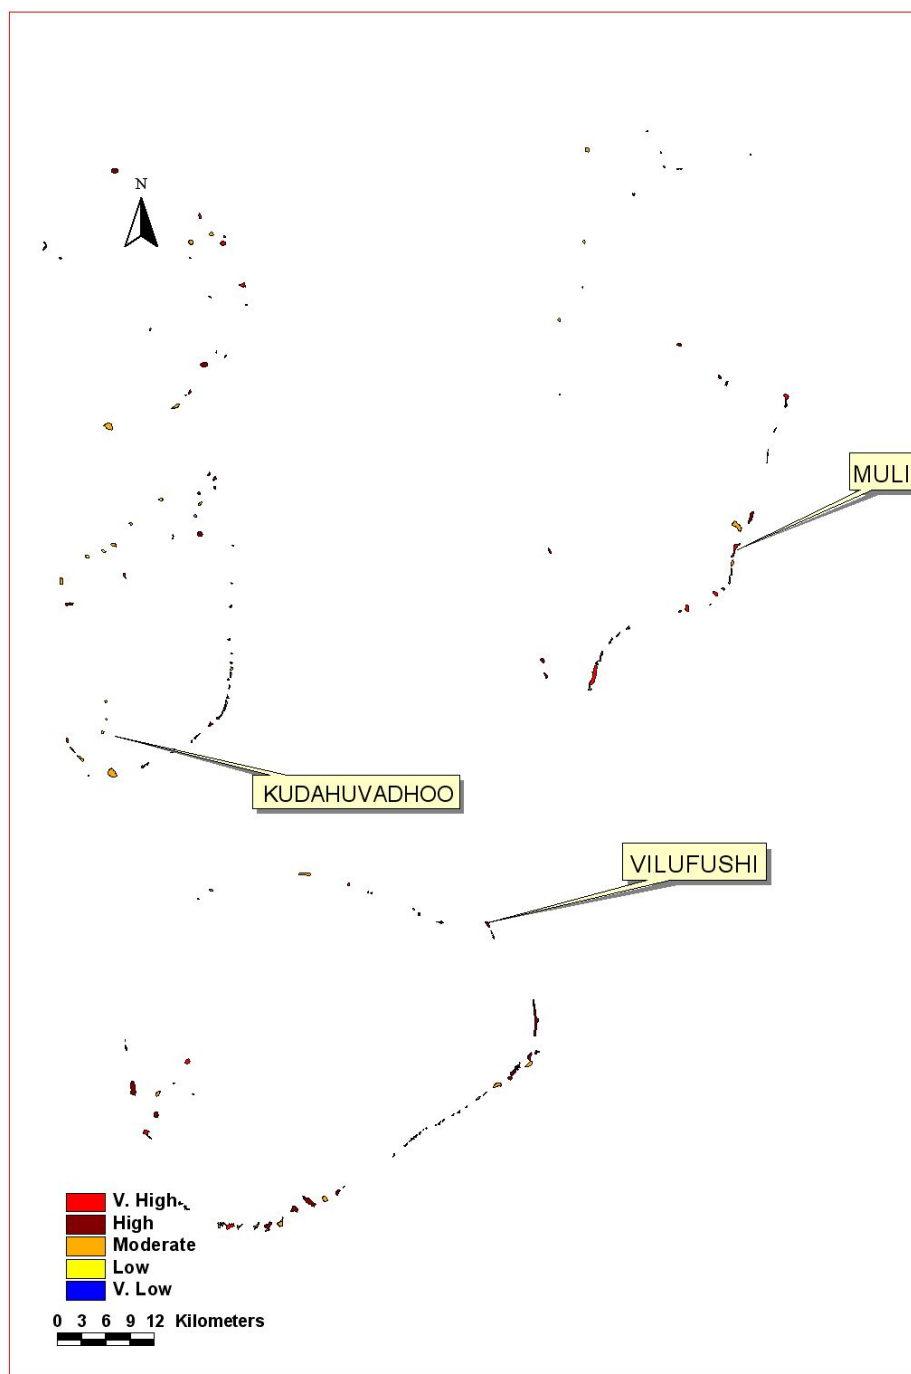 N
MULI
KUDAHUVADHOO
VILUFUSHI
V. High
High
Moderate
Low
V. Low
0 3 6 9 12 Kilometers